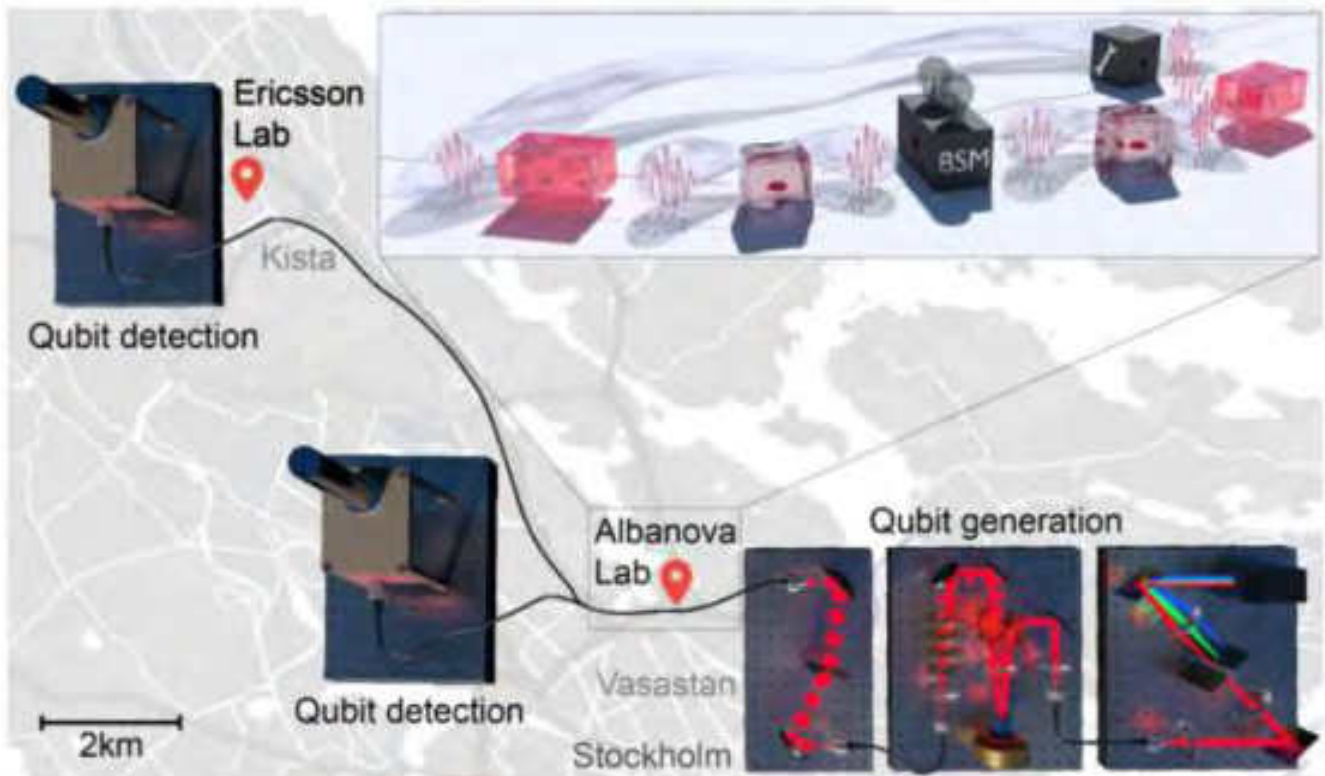 Ericsson
Lab
BSM
Kista
Qubit detection
Albanova
Lab
Qubit generation
Vasastan
Qubit detection
Stockholm
2km